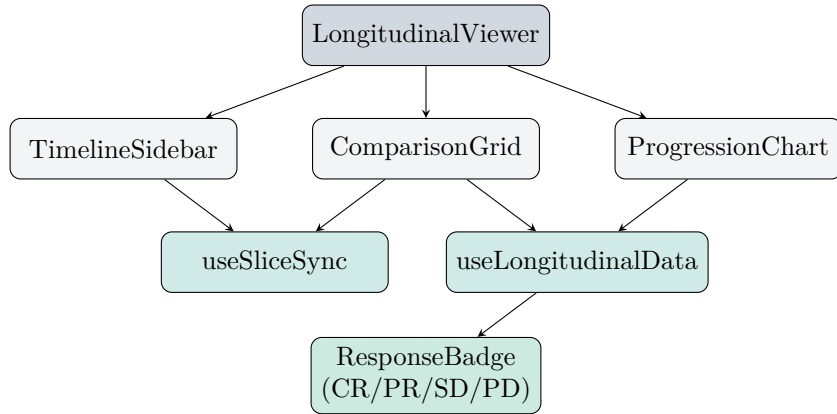 LongitudinalViewer
TimelineSidebar
ComparisonGrid
ProgressionChart
useSliceSync
useLongitudinalData
ResponseBadge
(CR/PR/SD/PD)